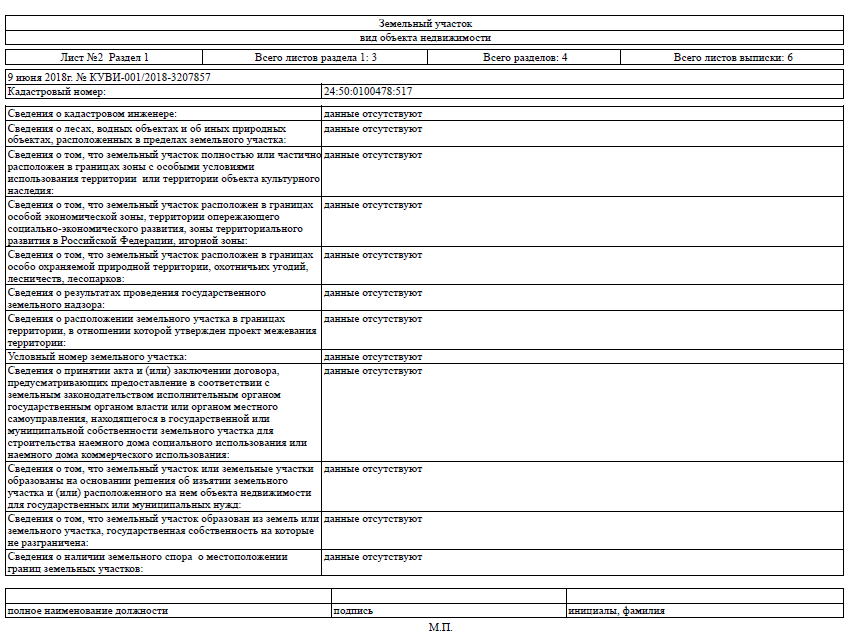 Земельный участок
вид объекта недвижимости
Лист №2 Раздел 1 Всего листов раздела 1: 3 Всего разделов: 4 Всего листов выписки: 6
9 июня 2018г. № КУВИ-001/2018-3207857
Кадастровый номер: 24:50:0100478:517
Сведения о кадастровом инженере: данные отсутствуют
Сведения о лесах, водных объектах и об иных природных данные отсутствуют
объектах, расположенных в пределах земельного участка:
Сведения о том, что земельный участок полностью или частично данные отсутствуют
расположен в границах зоны с особыми условиями
использования территории или территории объекта культурного
наследия:
Сведения о том, что земельный участок расположен в границах данные отсутствуют
особой экономической зоны, территории опережающего
социально-экономического развития, зоны территориального
развития в Российской Федерации, игорной зоны:
Сведения о том, что земельный участок расположен в границах данные отсутствуют
особо охраняемой природной территории, охотничьих угодий,
лесничеств, лесопарков:
Сведения о результатах проведения государственного данные отсутствуют
земельного надзора:
Сведения о расположении земельного участка в границах данные отсутствуют
территории, в отношении которой утвержден проект межевания
территории:
Условный номер земельного участка: данные отсутствуют
Сведения о принятии акта и (или) заключении договора, данные отсутствуют
предусматривающих предоставление в соответствии с
земельным законодательством исполнительным органом
государственным органом власти или органом местного
самоуправления, находящегося в государственной или
муниципальной собственности земельного участка для
строительства наемного дома социального использования или
наемного дома коммерческого использования:
Сведения о том, что земельный участок или земельные участки данные отсутствуют
образованы на основании решения об изъятии земельного
участка и (или) расположенного на нем объекта недвижимости
для государственных или муниципальных нужд:
Сведения о том, что земельный участок образован из земель или данные отсутствуют
земельного участка, государственная собственность на которые
не разграничена:
Сведения о наличии земельного спора о местоположении данные отсутствуют
границ земельных участков:
полное наименование должности подпись инициалы, фамилия
М.П.